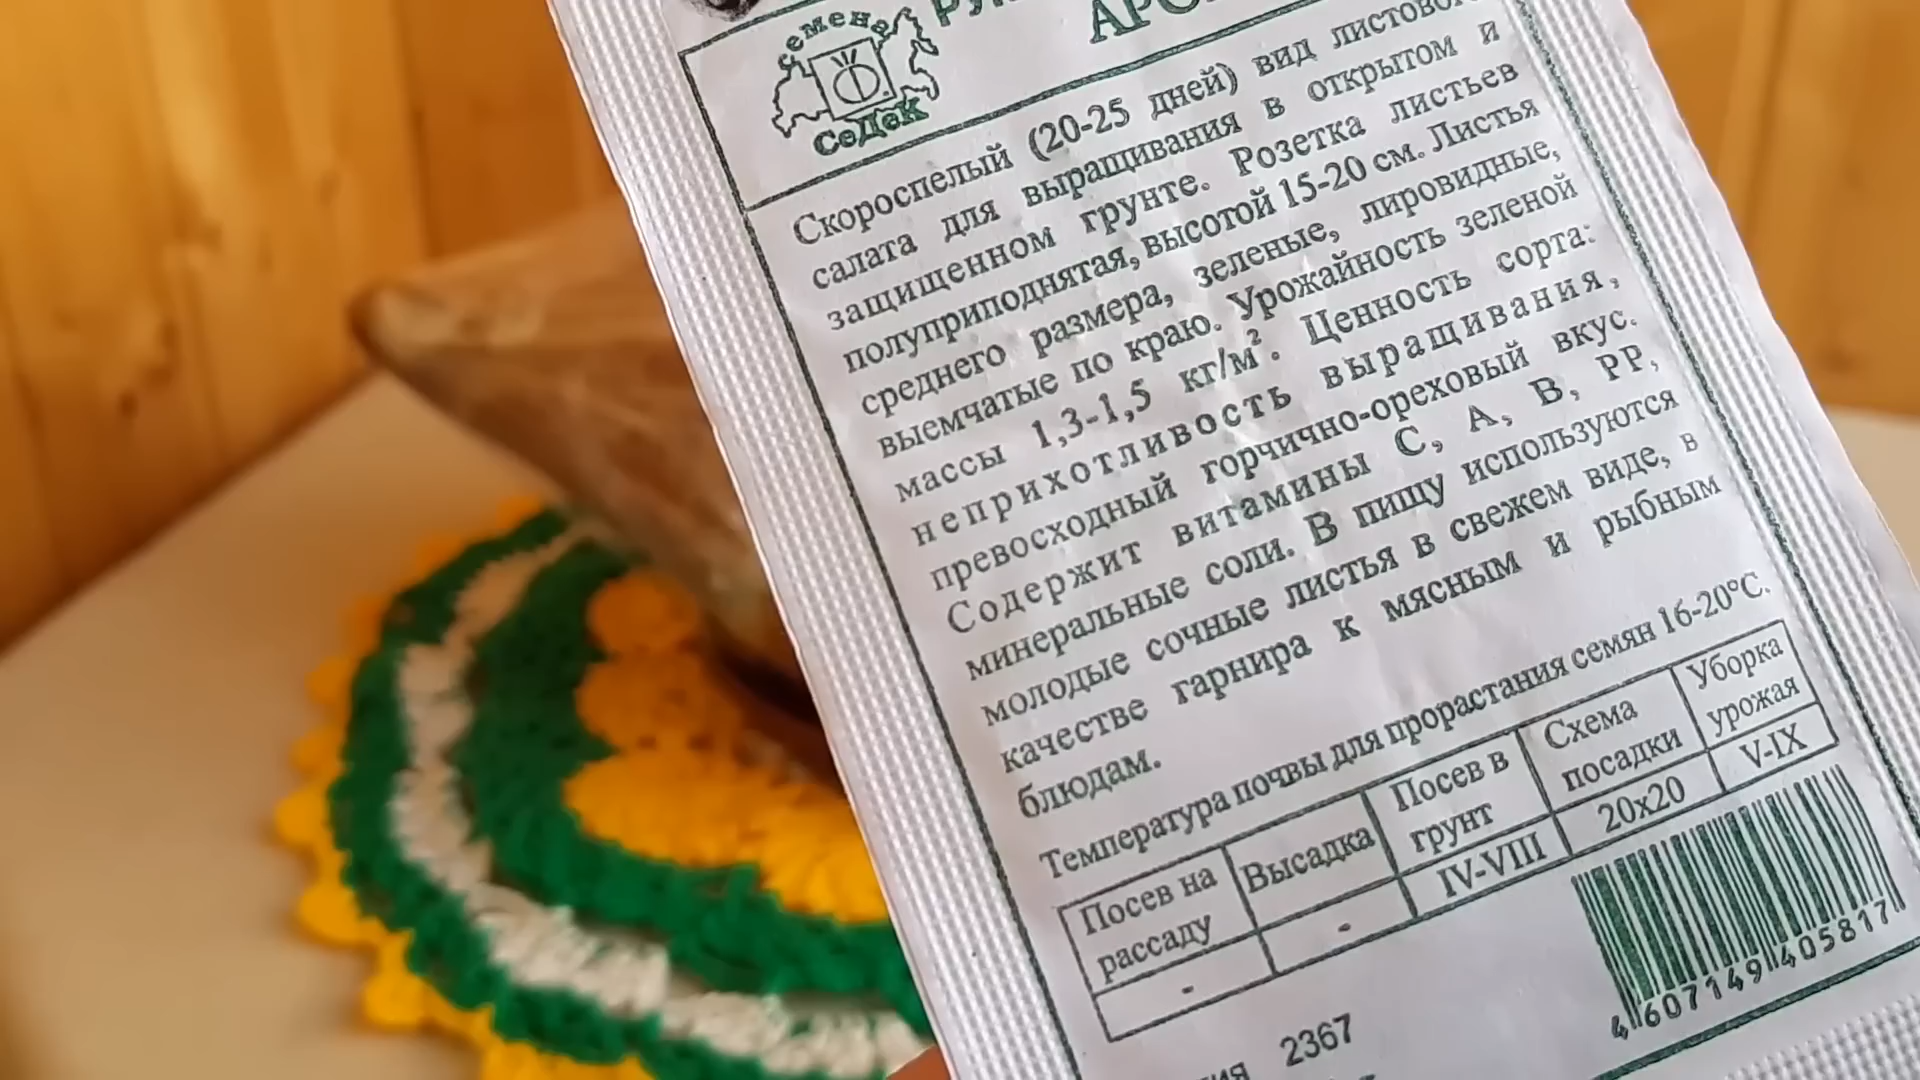 семена
СеДеК
Скороспелый (20-25 дней) вид листового
салата для выращивания в открытом и
защищенном грунте. Розетка листьев
полуприподнятая, высотой 15-20 см. Листья
среднего размера, зеленые, лировидные,
выемчатые по краю. Урожайность зеленой
массы 1,3-1,5 кг/м². Ценность сорта:
неприхотливость выращивания,
превосходный горчично-ореховый вкус.
Содержит витамины С, А, В, РР,
минеральные соли. В пищу используются
молодые сочные листья в свежем виде, в
качестве гарнира к мясным и рыбным
блюдам.
Температура почвы для прорастания семян 16-20°С.
Посев на рассаду Высадка Посев в грунт Схема посадки Уборка урожая
- - IV-VIII 20x20 V-IX
4 607149 405817
2367